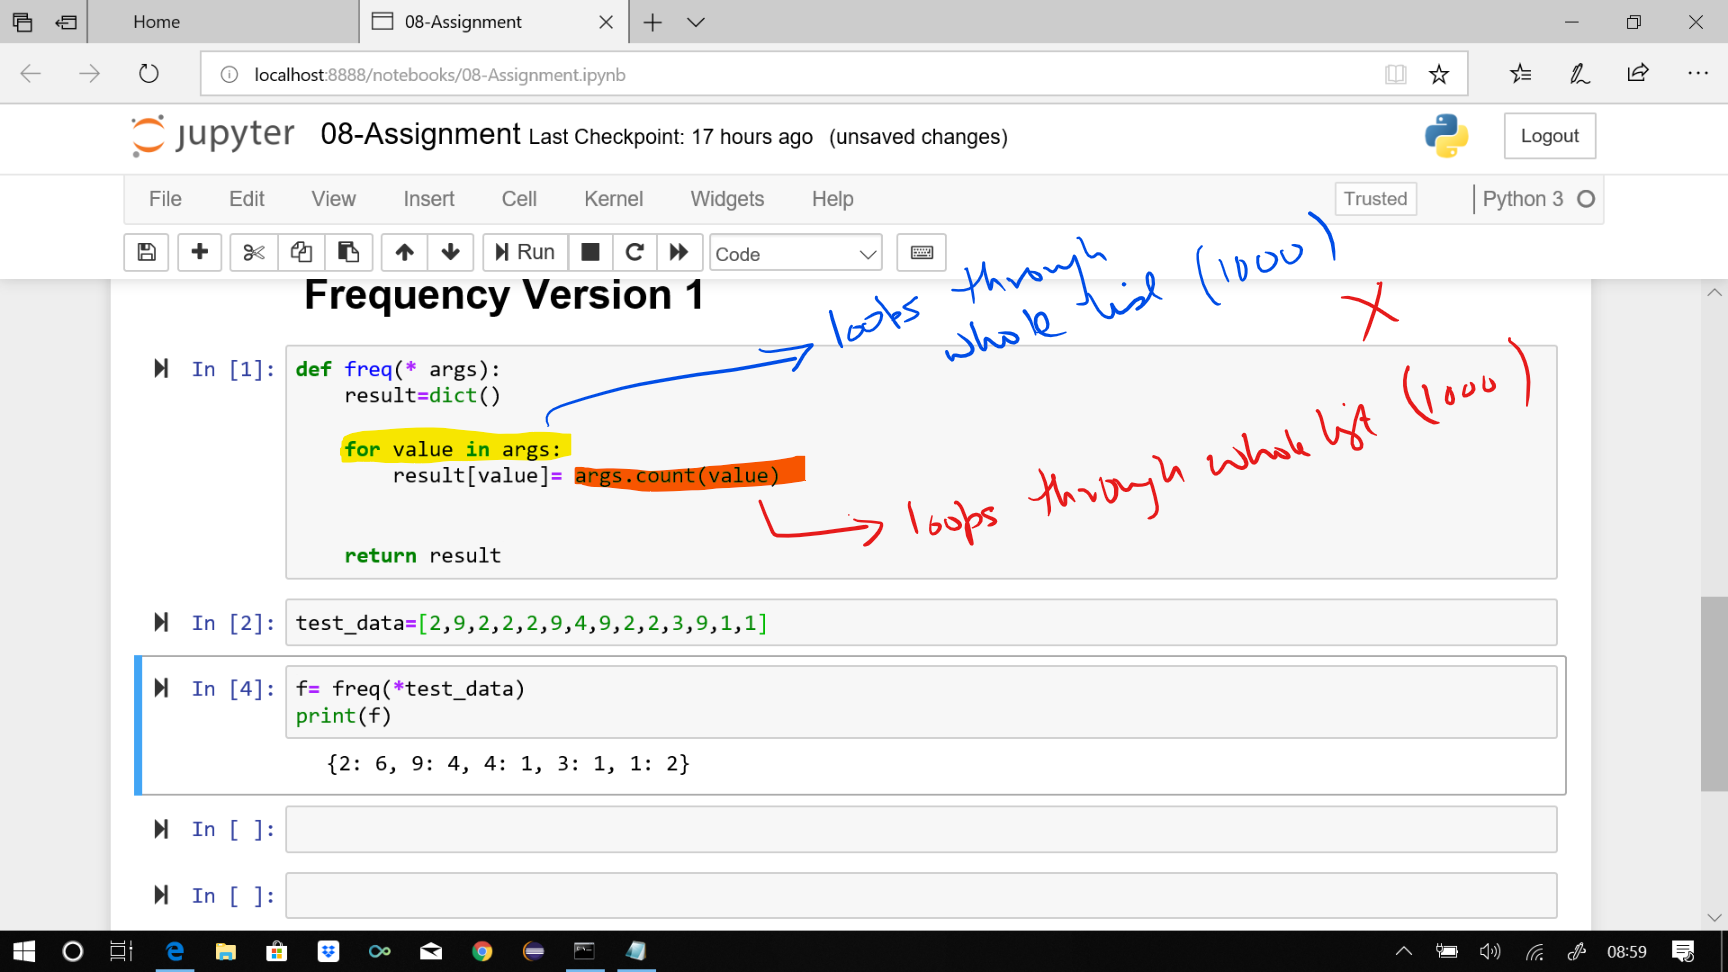 Home
08-Assignment
localhost:8888/notebooks/08-Assignment.ipynb
jupyter 08-Assignment Last Checkpoint: 17 hours ago (unsaved changes)
Logout
File Edit View Insert Cell Kernel Widgets Help
Trusted
Python 3
Run
Code
loops through
whole list (1000)
X
Frequency Version 1
In [1]:
def freq(* args):
    result=dict()
    for value in args:
        result[value]= args.count(value)
    return result
loops through whole list (1000)
In [2]:
test_data=[2,9,2,2,2,9,4,9,2,2,3,9,1,1]
In [4]:
f= freq(*test_data)
print(f)
{2: 6, 9: 4, 4: 1, 3: 1, 1: 2}
In [ ]:
In [ ]:
08:59